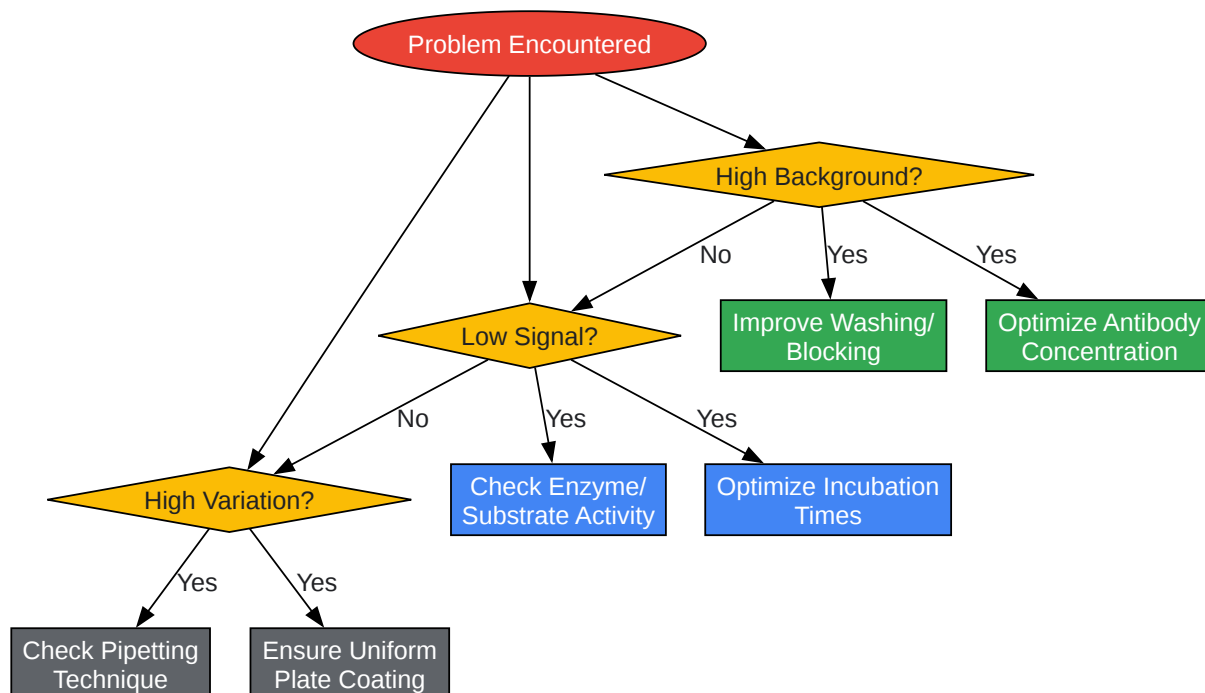 Problem Encountered
High Background?
No
Yes
Yes
Improve Washing/
Blocking
Optimize Antibody
Concentration
Low Signal?
No
Yes
Yes
Check Enzyme/
Substrate Activity
Optimize Incubation
Times
High Variation?
Yes
Yes
Check Pipetting
Technique
Ensure Uniform
Plate Coating